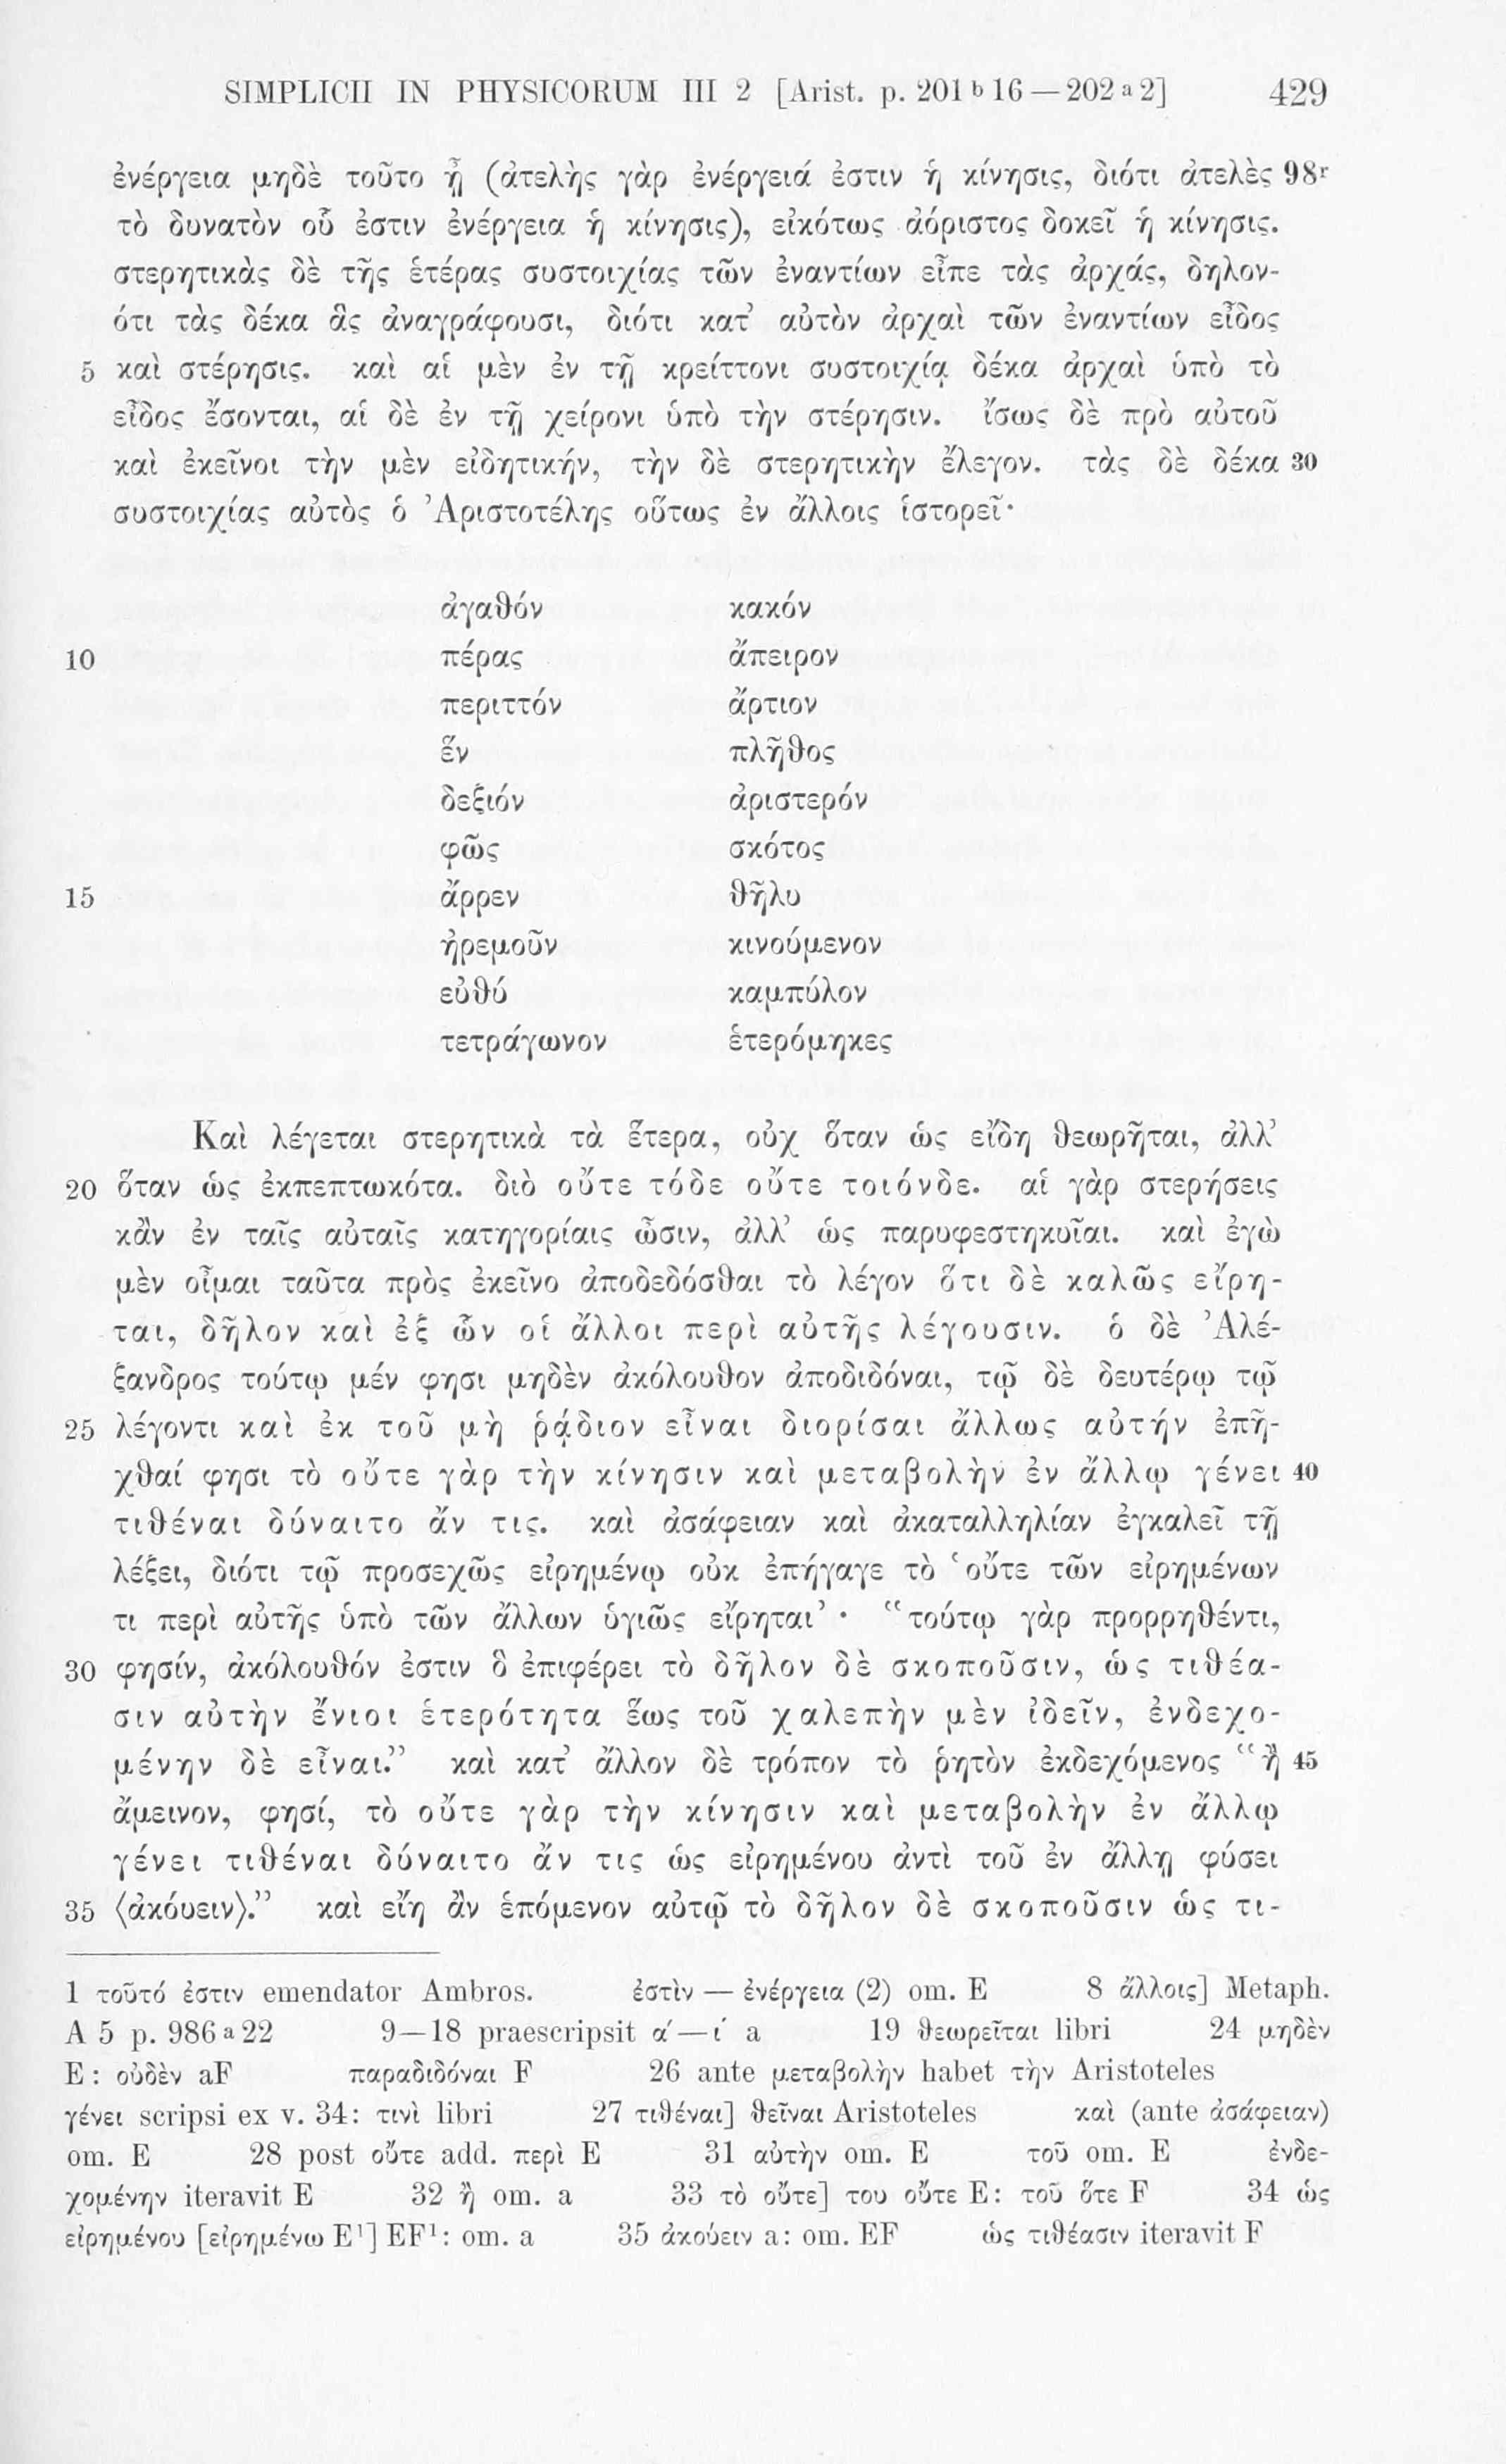 SIMPLICII IN PHYSICORUM III 2 [Arist. p. 201 b 16 — 202 a 2] 429
ἐνέργεια μηδὲ τοῦτο ᾖ (ἀτελὴς γὰρ ἐνέργειά ἐστιν ἡ κίνησις, διότι ἀτελὲς 98r
τὸ δυνατὸν οὗ ἐστιν ἐνέργεια ἡ κίνησις), εἰκότως ἀόριστος δοκεῖ ἡ κίνησις.
στερητικὰς δὲ τῆς ἑτέρας συστοιχίας τῶν ἐναντίων εἶπε τὰς ἀρχάς, δηλον-
ότι τὰς δέκα ἃς ἀναγράφουσι, διότι κατ’ αὐτὸν ἀρχαὶ τῶν ἐναντίων εἶδος
5 καὶ στέρησις. καὶ αἱ μὲν ἐν τῇ κρείττονι συστοιχίᾳ δέκα ἀρχαὶ ὑπὸ τὸ
εἶδος ἔσονται, αἱ δὲ ἐν τῇ χείρονι ὑπὸ τὴν στέρησιν. ἴσως δὲ πρὸ αὐτοῦ
καὶ ἐκεῖνοι τὴν μὲν εἰδητικήν, τὴν δὲ στερητικὴν ἔλεγον. τὰς δὲ δέκα 30
συστοιχίας αὐτὸς ὁ Ἀριστοτέλης οὕτως ἐν ἄλλοις ἱστορεῖ·
ἀγαθόν κακόν
10 πέρας ἄπειρον
περιττόν ἄρτιον
ἕν πλῆθος
δεξιόν ἀριστερόν
φῶς σκότος
15 ἄρρεν θῆλυ
ἠρεμοῦν κινούμενον
εὐθύ καμπύλον
τετράγωνον ἑτερόμηκες
Καὶ λέγεται στερητικὰ τὰ ἕτερα, οὐχ ὅταν ὡς εἴδη θεωρῆται, ἀλλ’
20 ὅταν ὡς ἐκπεπτωκότα. διὸ οὔτε τόδε οὔτε τοιόνδε. αἱ γὰρ στερήσεις
κἂν ἐν ταῖς αὐταῖς κατηγορίαις ὦσιν, ἀλλ’ ὡς παρυφεστηκυῖαι. καὶ ἐγὼ
μὲν οἶμαι ταῦτα πρὸς ἐκεῖνο ἀποδεδόσθαι τὸ λέγον ὅτι δὲ καλῶς εἴρη-
ται, δῆλον καὶ ἐξ ὧν οἱ ἄλλοι περὶ αὐτῆς λέγουσιν. ὁ δὲ Ἀλέ-
ξανδρος τούτῳ μέν φησι μηδὲν ἀκόλουθον ἀποδιδόναι, τῷ δὲ δευτέρῳ τῷ
25 λέγοντι καὶ ἐκ τοῦ μὴ ῥᾴδιον εἶναι διορίσαι ἄλλως αὐτήν ἐπῆ-
χθαί φησι τὸ οὔτε γὰρ τὴν κίνησιν καὶ μεταβολὴν ἐν ἄλλῳ γένει 40
τιθέναι δύναιτο ἄν τις. καὶ ἀσάφειαν καὶ ἀκαταλληλίαν ἐγκαλεῖ τῇ
λέξει, διότι τῷ προσεχῶς εἰρημένῳ οὐκ ἐπήγαγε τὸ ‘οὔτε τῶν εἰρημένων
τι περὶ αὐτῆς ὑπὸ τῶν ἄλλων ὑγιῶς εἴρηται’· “τούτῳ γὰρ προρρηθέντι,
30 φησίν, ἀκόλουθόν ἐστιν ὃ ἐπιφέρει τὸ δῆλον δὲ σκοποῦσιν, ὡς τιθέα-
σιν αὐτὴν ἔνιοι ἑτερότητα ἕως τοῦ χαλεπὴν μὲν ἰδεῖν, ἐνδεχο-
μένην δὲ εἶναι.” καὶ κατ’ ἄλλον δὲ τρόπον τὸ ῥητὸν ἐκδεχόμενος “ἢ 45
ἄμεινον, φησί, τὸ οὔτε γὰρ τὴν κίνησιν καὶ μεταβολὴν ἐν ἄλλῳ
γένει τιθέναι δύναιτο ἄν τις ὡς εἰρημένου ἀντὶ τοῦ ἐν ἄλλῃ φύσει
35 ⟨ἀκούειν⟩.” καὶ εἴη ἂν ἑπόμενον αὐτῷ τὸ δῆλον δὲ σκοποῦσιν ὡς τι-
1 τοῦτό ἐστιν emendator Ambros. ἐστὶν — ἐνέργεια (2) om. E 8 ἄλλοις] Metaph.
A 5 p. 986 a 22 9—18 praescripsit α´—ι´ a 19 θεωρεῖται libri 24 μηδὲν
E: οὐδὲν aF παραδιδόναι F 26 ante μεταβολὴν habet τὴν Aristoteles
γένει scripsi ex v. 34: τινὶ libri 27 τιθέναι] θεῖναι Aristoteles καὶ (ante ἀσάφειαν)
om. E 28 post οὔτε add. περὶ E 31 αὐτὴν om. E τοῦ om. E ἐνδε-
χομένην iteravit E 32 ἢ om. a 33 τὸ οὔτε] του οὔτε E: τοῦ ὅτε F 34 ὡς
εἰρημένου [εἰρημένω E¹] EF¹: om. a 35 ἀκούειν a: om. EF ὡς τιθέασιν iteravit F